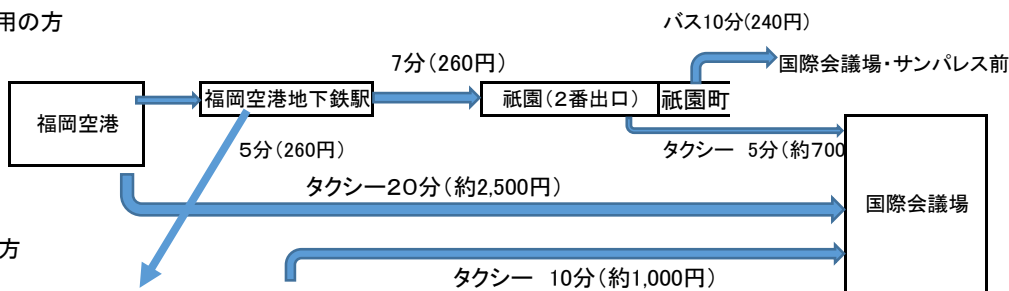 用の方
バス10分(240円)
7分(260円)
国際会議場・サンパレス前
福岡空港
福岡空港地下鉄駅
祇園(2番出口)
祇園町
5分(260円)
タクシー 5分(約700
タクシー20分(約2,500円)
国際会議場
方
タクシー 10分(約1,000円)